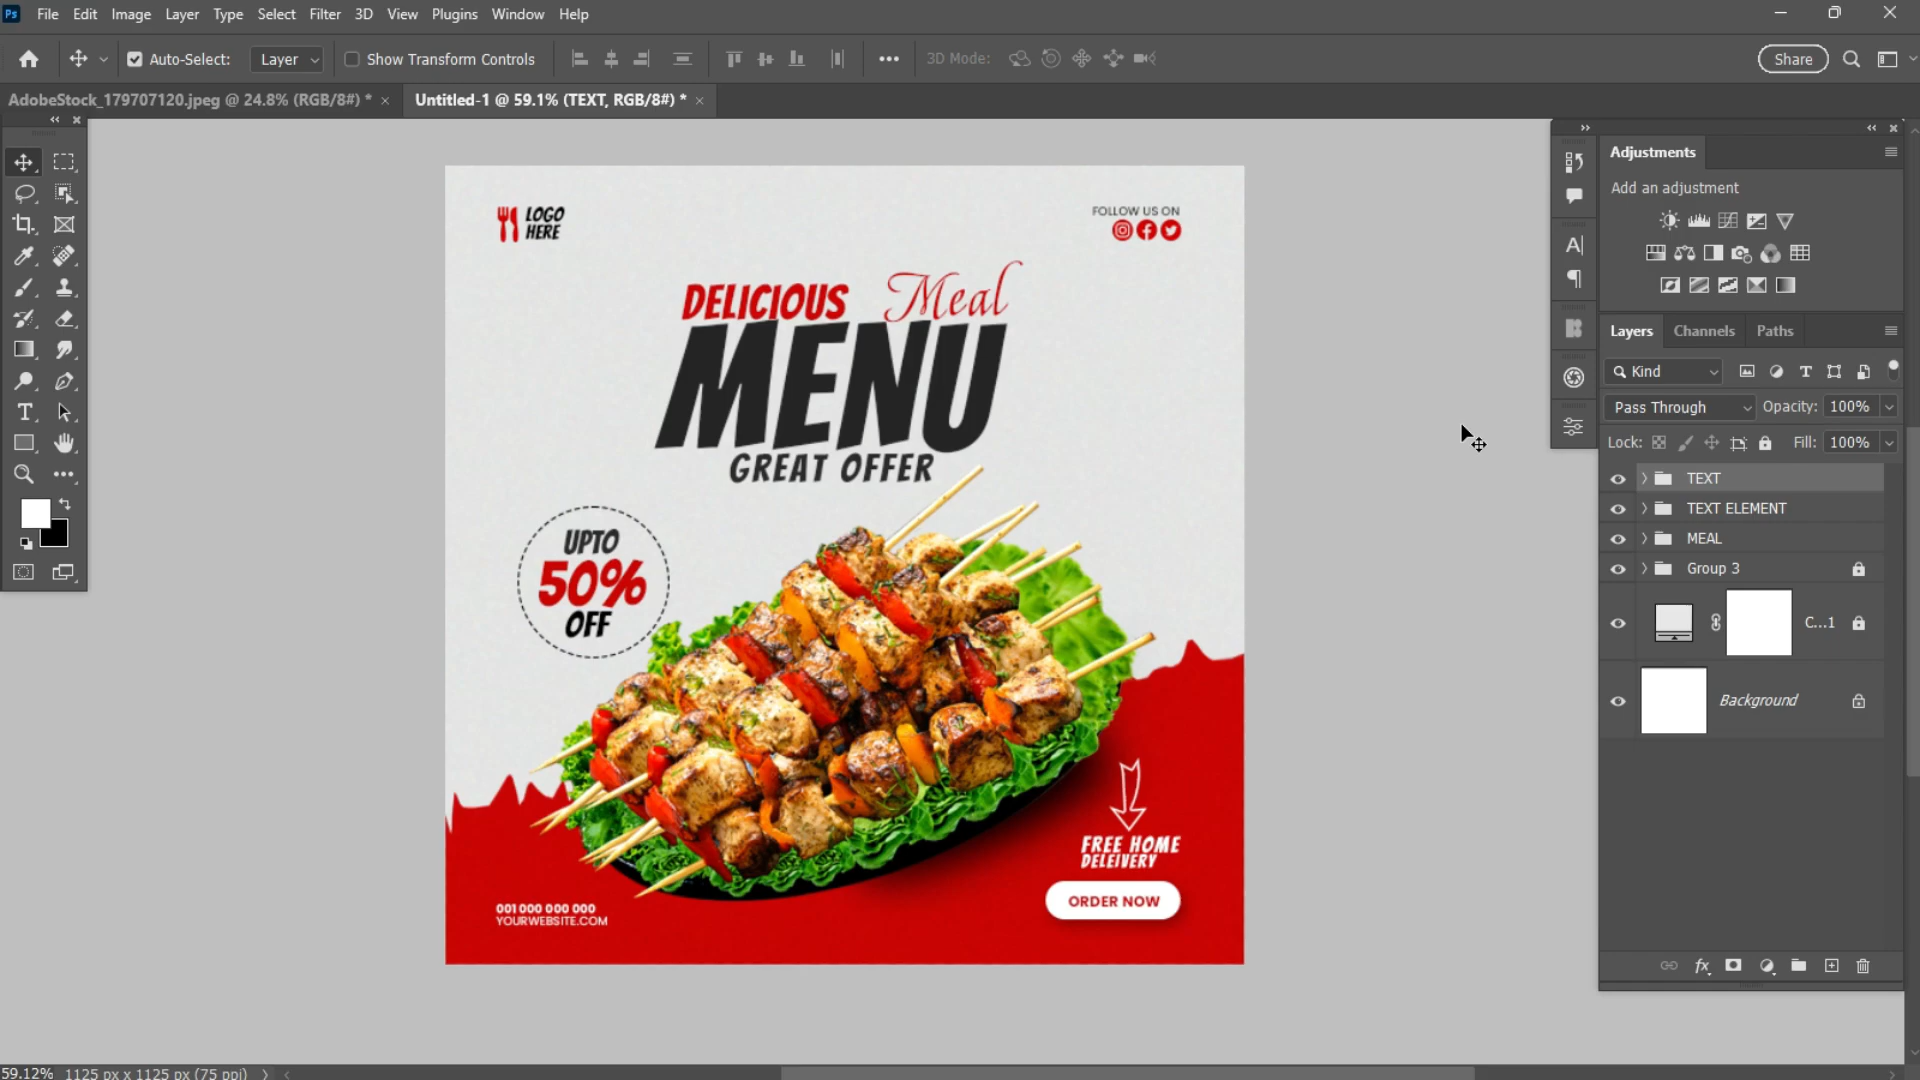 Ps File Edit Image Layer Type Select Filter 3D View Plugins Window Help
Auto-Select: Layer Show Transform Controls 3D Mode: Share
AdobeStock_179707120.jpeg @ 24.8% (RGB/8#) * × Untitled-1 @ 59.1% (TEXT, RGB/8#) * ×
Adjustments
Add an adjustment
Layers Channels Paths
Kind
Pass Through Opacity: 100%
Lock: Fill: 100%
TEXT
TEXT ELEMENT
MEAL
Group 3
C...1
Background
fx
LOGO
HERE
FOLLOW US ON
DELICIOUS Meal
MENU
GREAT OFFER
UPTO
50%
OFF
FREE HOME
DELEIVERY
ORDER NOW
001 000 000 000
YOURWEBSITE.COM
59.12% 1125 px x 1125 px (75 ppi)